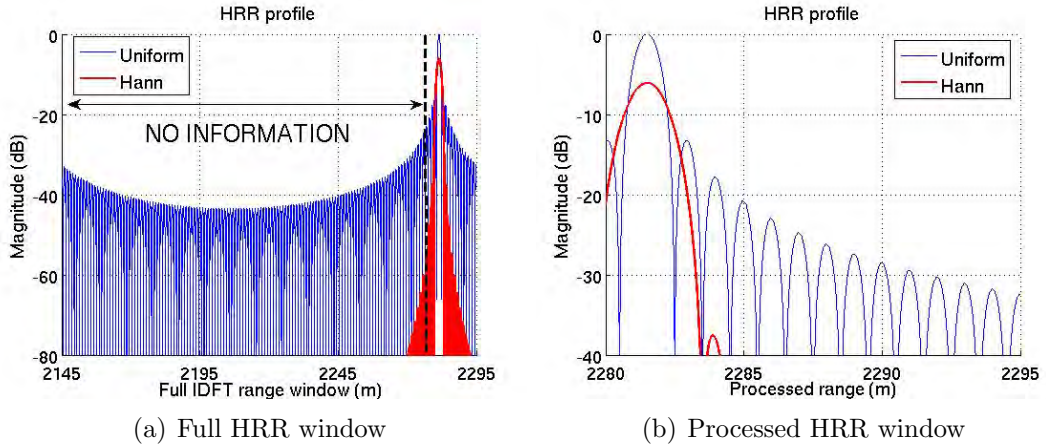 HRR profile
0
-20
-40
-60
-80
Magnitude (dB)
Uniform
Hann
NO INFORMATION
2145
2195
2245
2295
Full IDFT range window (m)
(a) Full HRR window
HRR profile
0
-10
-20
-30
-40
Magnitude (dB)
Uniform
Hann
2280
2285
2290
2295
Processed range (m)
(b) Processed HRR window